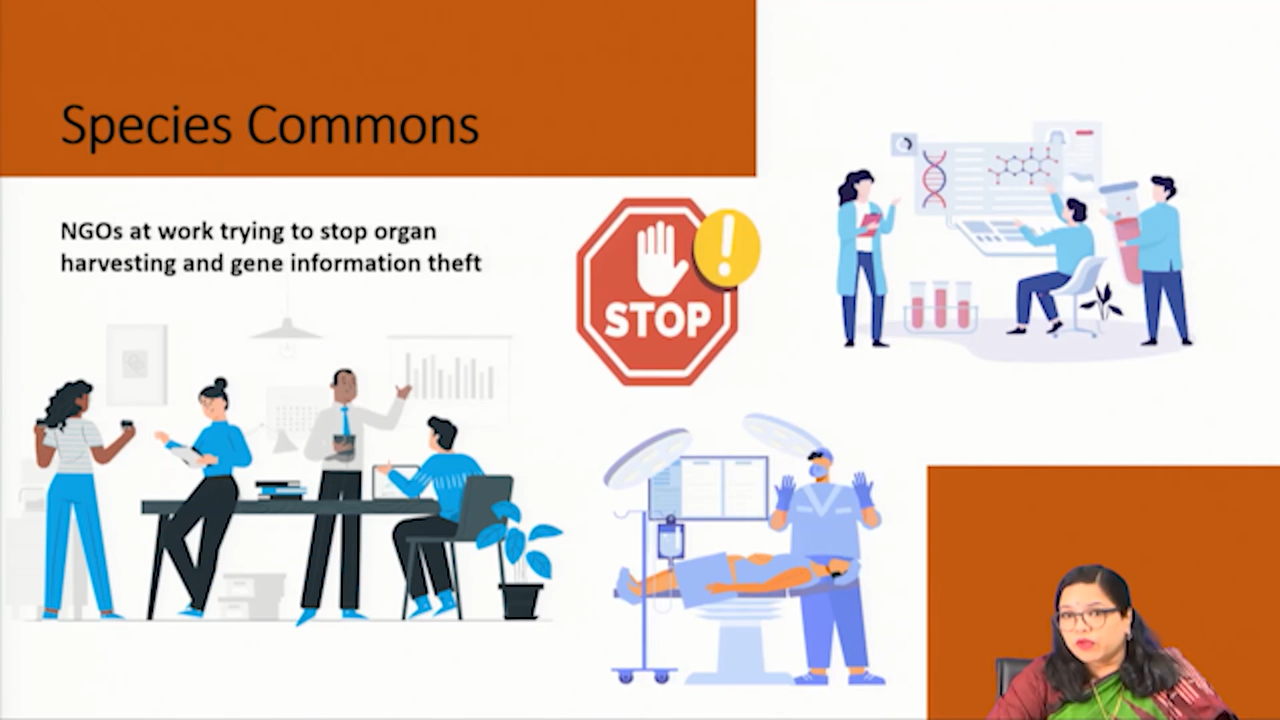 Species Commons
NGOs at work trying to stop organ
harvesting and gene information theft
STOP